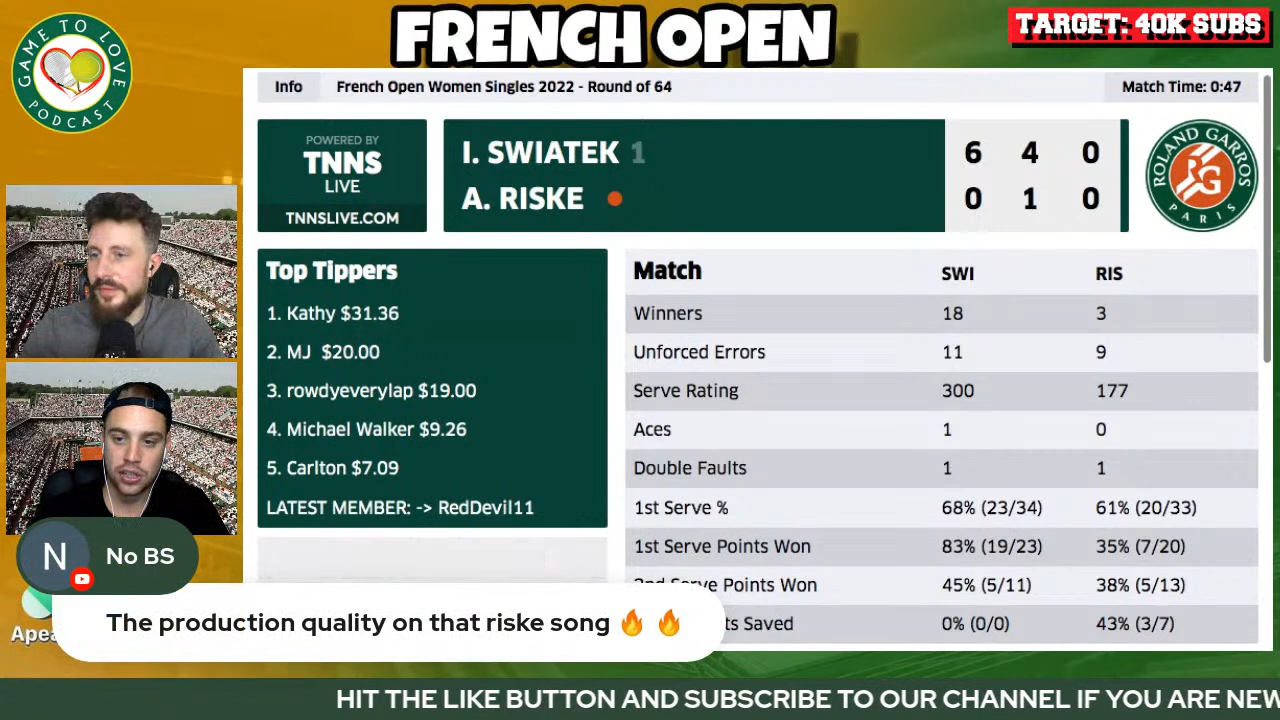 FRENCH OPEN
TARGET: 40K SUBS
GAME TO LOVE
PODCAST
Info French Open Women Singles 2022 - Round of 64 Match Time: 0:47
POWERED BY
TNNS
LIVE
TNNSLIVE.COM
I. SWIATEK 1 6 4 0
A. RISKE 0 1 0
ROLAND GARROS
RG
PARIS
Top Tippers
1. Kathy $31.36
2. MJ $20.00
3. rowdyeverylap $19.00
4. Michael Walker $9.26
5. Carlton $7.09
LATEST MEMBER: -> RedDevil11
Match SWI RIS
Winners 18 3
Unforced Errors 11 9
Serve Rating 300 177
Aces 1 0
Double Faults 1 1
1st Serve % 68% (23/34) 61% (20/33)
1st Serve Points Won 83% (19/23) 35% (7/20)
Serve Points Won 45% (5/11) 38% (5/13)
Saved 0% (0/0) 43% (3/7)
N No BS
The production quality on that riske song 🔥 🔥
HIT THE LIKE BUTTON AND SUBSCRIBE TO OUR CHANNEL IF YOU ARE NEW